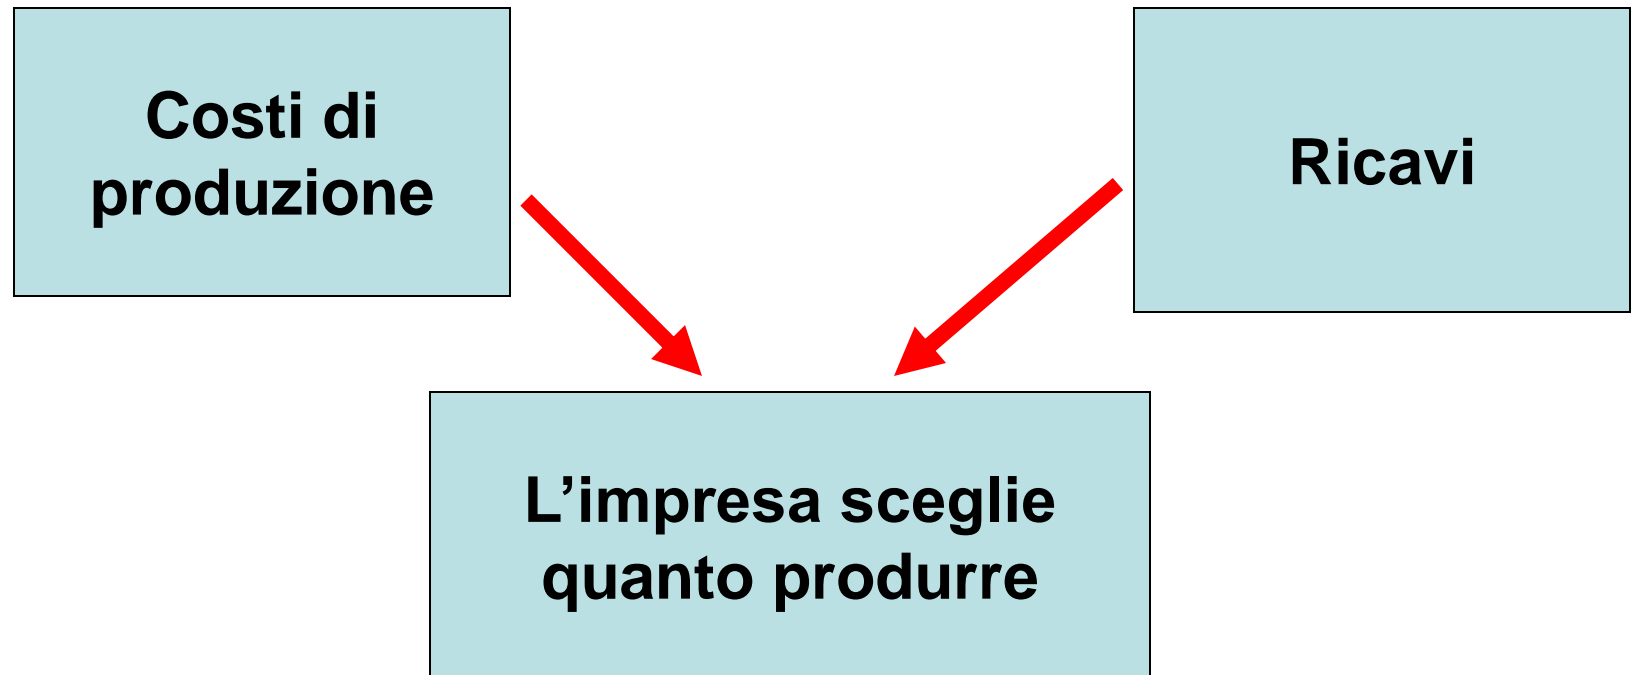 Costi di
produzione
Ricavi
L’impresa sceglie
quanto produrre